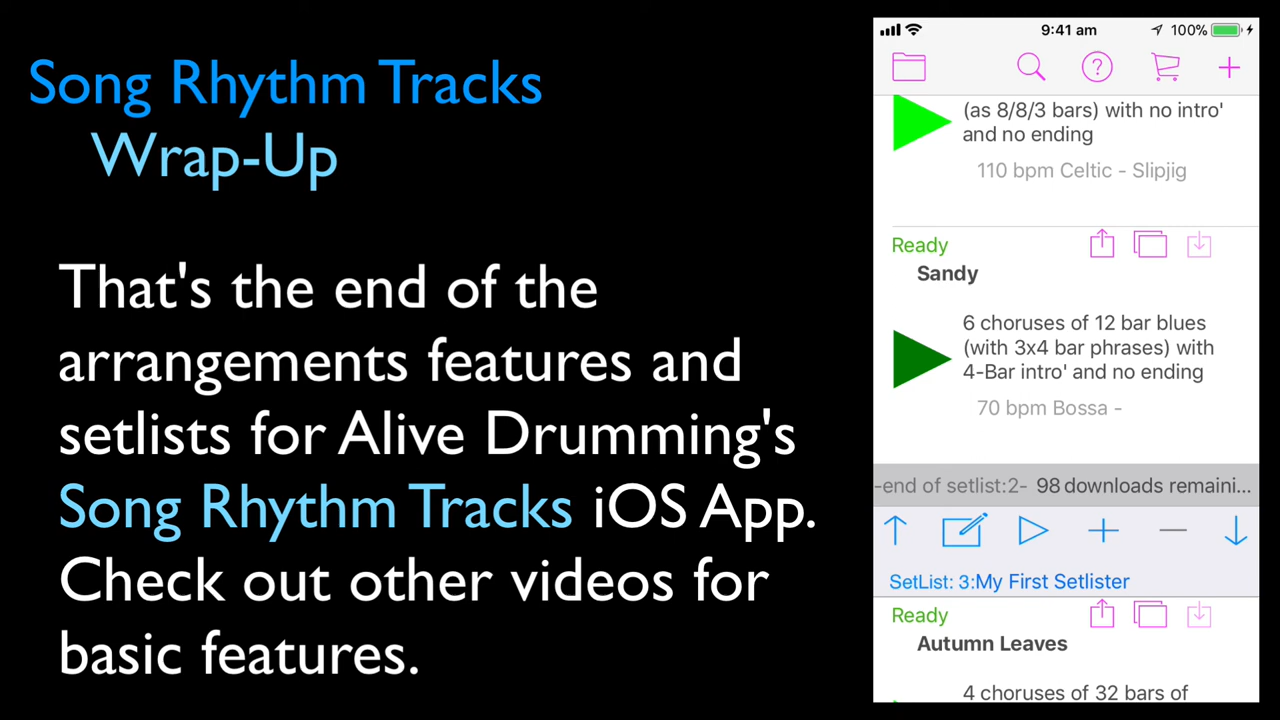 Song Rhythm Tracks
Wrap-Up
That's the end of the
arrangements features and
setlists for Alive Drumming's
Song Rhythm Tracks iOS App.
Check out other videos for
basic features.
9:41 am
100%
(as 8/8/3 bars) with no intro'
and no ending
110 bpm Celtic - Slipjig
Ready
Sandy
6 choruses of 12 bar blues
(with 3x4 bar phrases) with
4-Bar intro' and no ending
70 bpm Bossa -
-end of setlist:2- 98 downloads remaini...
SetList: 3:My First Setlister
Ready
Autumn Leaves
4 choruses of 32 bars of